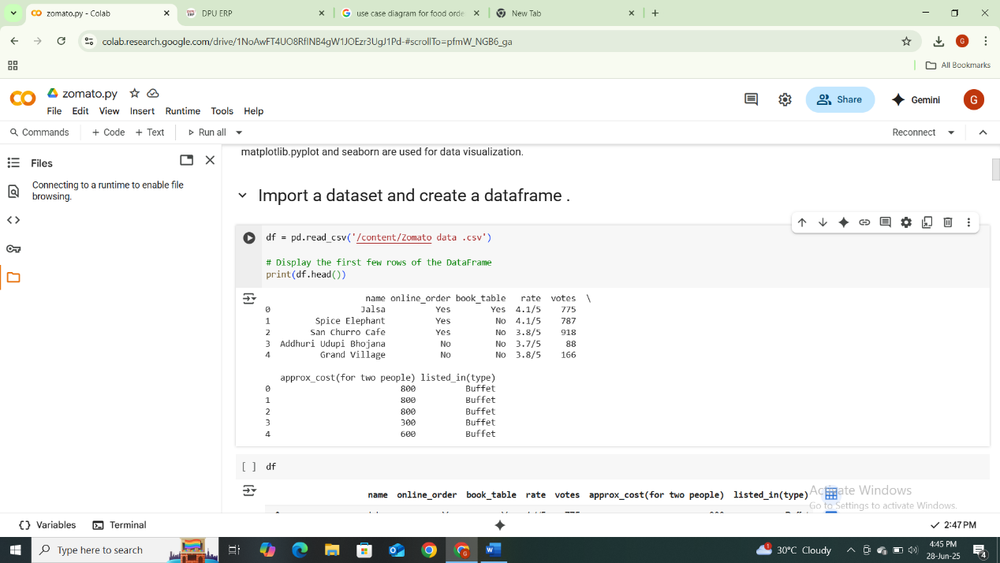 zomato.py - Colab
DPU ERP
use case diagram for food orde
New Tab
colab.research.google.com/drive/1NoAwFT4UO8RfINB4gW1JOEzr3UgJ1Pd-#scrollTo=pfmW_NGB6_ga
G
All Bookmarks
zomato.py
File Edit View Insert Runtime Tools Help
Share
Gemini
G
Commands + Code + Text Run all
Reconnect
Files
Connecting to a runtime to enable file
browsing.
matplotlib.pyplot and seaborn are used for data visualization.
Import a dataset and create a dataframe .
df = pd.read_csv('/content/Zomato data .csv')
# Display the first few rows of the DataFrame
print(df.head())
name online_order book_table rate votes \
0 Jalsa Yes Yes 4.1/5 775
1 Spice Elephant Yes No 4.1/5 787
2 San Churro Cafe Yes No 3.8/5 918
3 Addhuri Udupi Bhojana No No 3.7/5 88
4 Grand Village No No 3.8/5 166
approx_cost(for two people) listed_in(type)
0 800 Buffet
1 800 Buffet
2 800 Buffet
3 300 Buffet
4 600 Buffet
[ ] df
name online_order book_table rate votes approx_cost(for two people) listed_in(type)
Activate Windows
Go to Settings to activate Windows.
Variables Terminal
2:47 PM
Type here to search
30°C Cloudy
4:45 PM
28-Jun-25
4